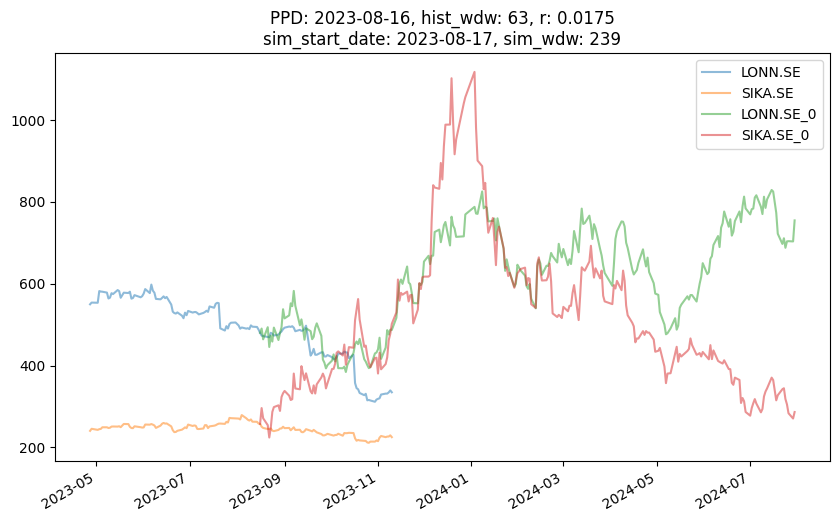 PPD: 2023-08-16, hist_wdw: 63, r: 0.0175
sim_start_date: 2023-08-17, sim_wdw: 239
LONN.SE
SIKA.SE
LONN.SE_0
SIKA.SE_0
1000
800
600
400
200
2023-05
2023-07
2023-09
2023-11
2024-01
2024-03
2024-05
2024-07